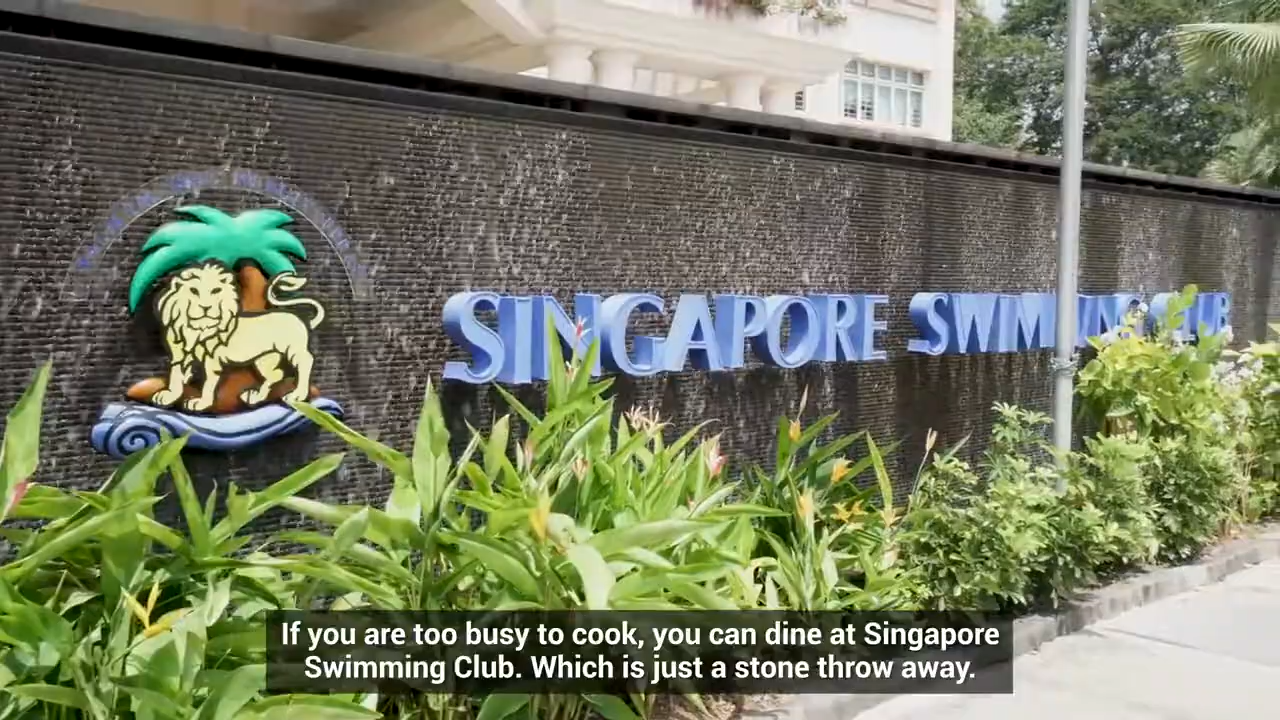 SINGAPORE SWIMMING CLUB
If you are too busy to cook, you can dine at Singapore
Swimming Club. Which is just a stone throw away.